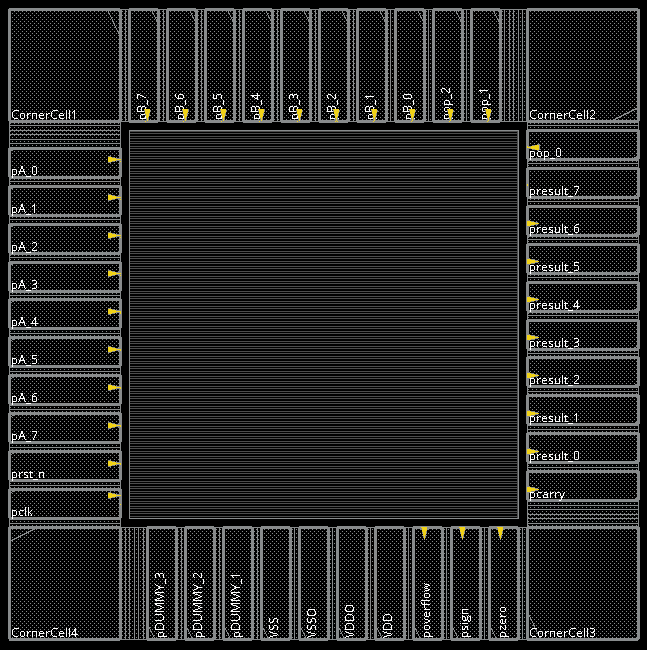 pB_7
pB_6
pB_5
pB_4
pB_3
pB_2
pB_1
pB_0
pop_2
pop_1
CornerCell1
CornerCell2
pop_0
pA_0
presult_7
pA_1
presult_6
pA_2
presult_5
pA_3
presult_4
pA_4
presult_3
pA_5
presult_2
pA_6
presult_1
pA_7
presult_0
prst_n
pcarry
pclk
pDUMMY_3
pDUMMY_2
pDUMMY_1
VSS
VSSO
VDDO
VDD
poverflow
psign
pzero
CornerCell4
CornerCell3